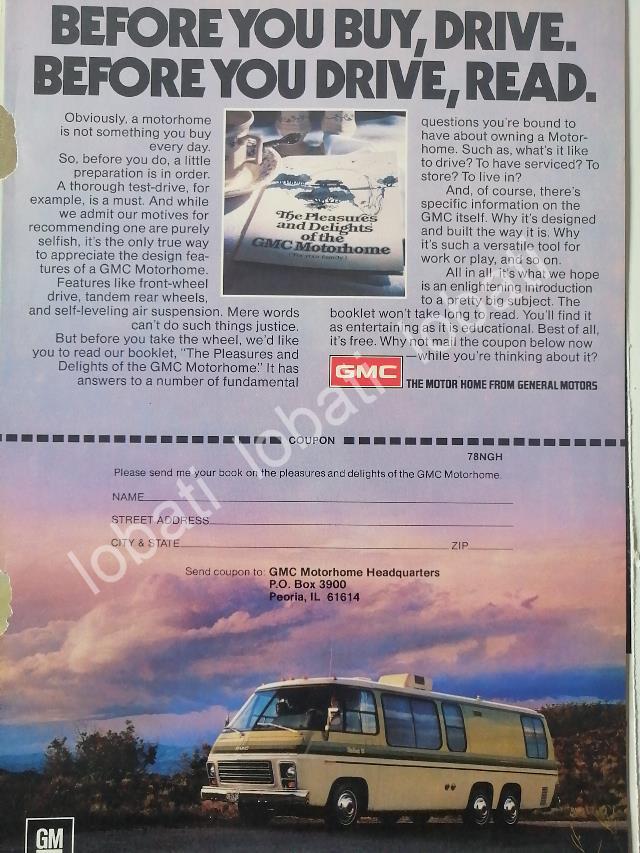 BEFORE YOU BUY, DRIVE.
BEFORE YOU DRIVE, READ.
Obviously, a motorhome
is not something you buy
every day.
So, before you do, a little
preparation is in order.
A thorough test-drive, for
example, is a must. And while
we admit our motives for
recommending one are purely
selfish, it's the only true way
to appreciate the design fea-
tures of a GMC Motorhome.
Features like front-wheel
drive, tandem rear wheels,
and self-leveling air suspension. Mere words
can't do such things justice.
But before you take the wheel, we'd like
you to read our booklet, "The Pleasures and
Delights of the GMC Motorhome." It has
answers to a number of fundamental
The Pleasures
and Delights
of the
GMC Motorhome
(For your family)
questions you're bound to
have about owning a Motor-
home. Such as, what's it like
to drive? To have serviced? To
store? To live in?
And, of course, there's
specific information on the
GMC itself. Why it's designed
and built the way it is. Why
it's such a versatile tool for
work or play, and so on.
All in all, it's what we hope
is an enlightening introduction
to a pretty big subject. The
booklet won't take long to read. You'll find it
as entertaining as it is educational. Best of all,
it's free. Why not mail the coupon below now
—while you're thinking about it?
GMC THE MOTOR HOME FROM GENERAL MOTORS
COUPON
78NGH
Please send me your book on the pleasures and delights of the GMC Motorhome.
NAME
STREET ADDRESS
CITY & STATE ZIP
Send coupon to: GMC Motorhome Headquarters
P.O. Box 3900
Peoria, IL 61614
lobati lobati lobati
GMC
GM